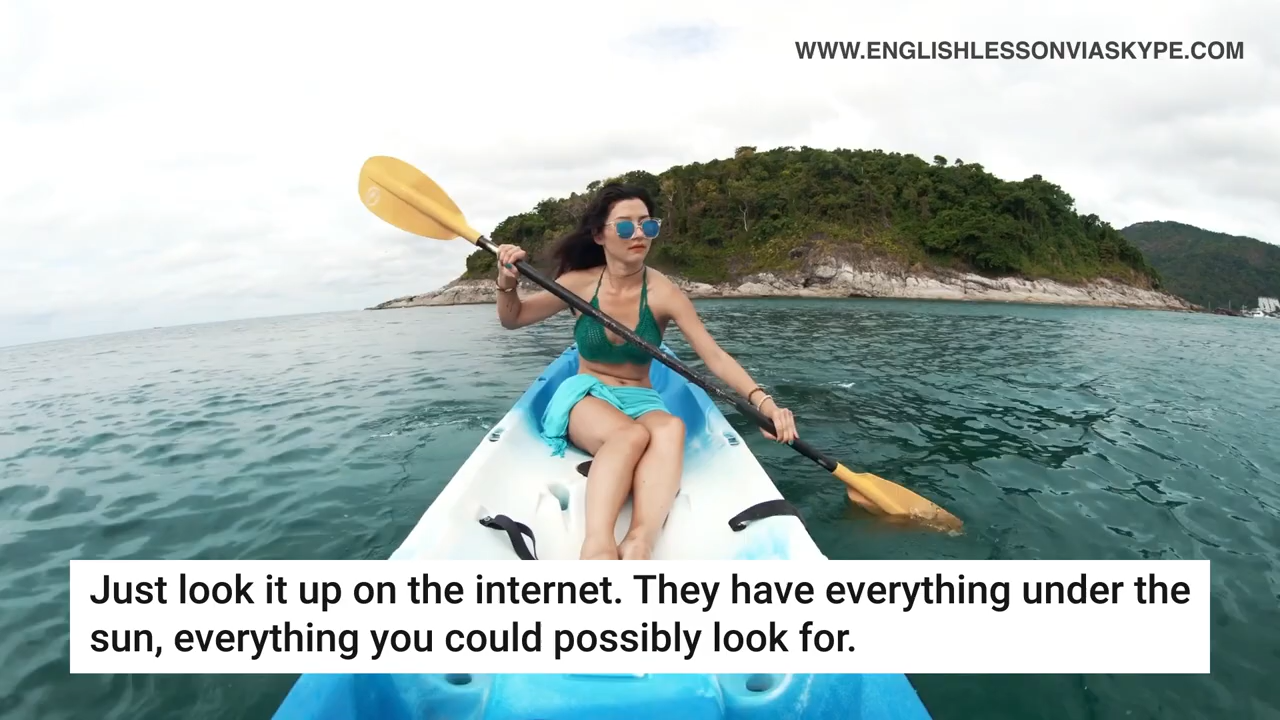 WWW.ENGLISHLESSONVIASKYPE.COM
Just look it up on the internet. They have everything under the
sun, everything you could possibly look for.